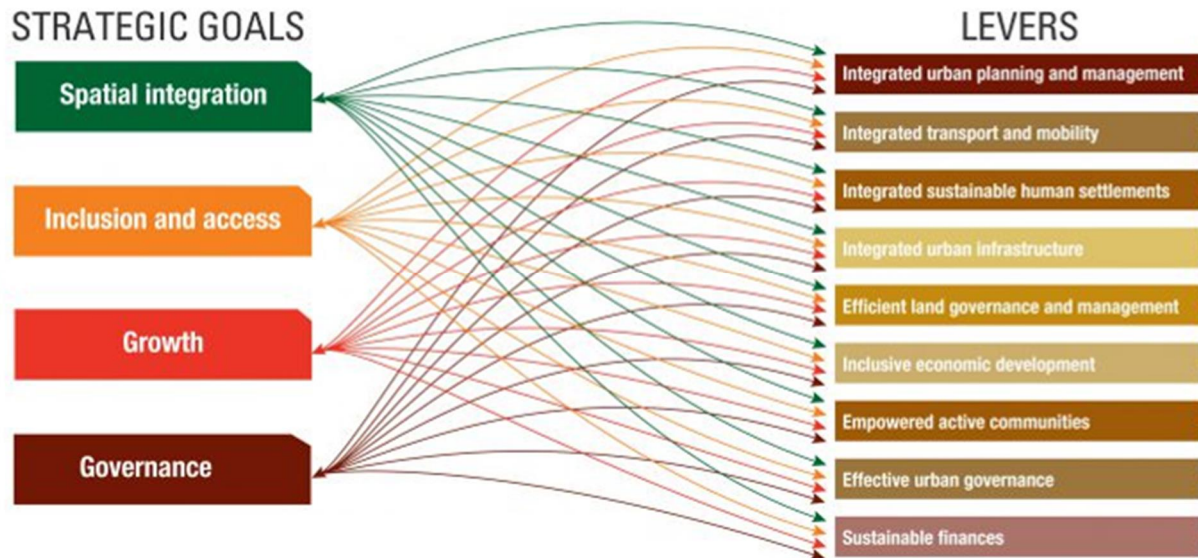 STRATEGIC GOALS
Spatial integration
Inclusion and access
Growth
Governance
LEVERS
Integrated urban planning and management
Integrated transport and mobility
Integrated sustainable human settlements
Integrated urban infrastructure
Efficient land governance and management
Inclusive economic development
Empowered active communities
Effective urban governance
Sustainable finances